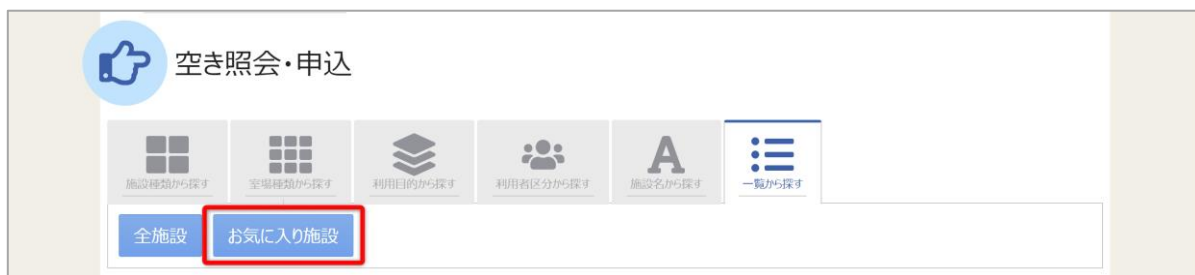 空き照会・申込
施設種類から探す
室場種類から探す
利用目的から探す
利用者区分から探す
施設名から探す
一覧から探す
全施設
お気に入り施設